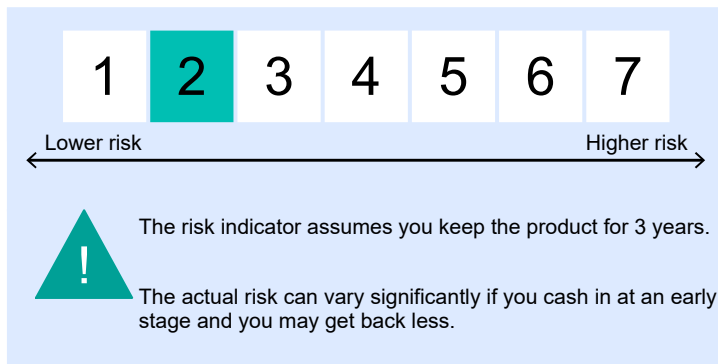 1 2 3 4 5 6 7
Lower risk Higher risk
The risk indicator assumes you keep the product for 3 years.
!
The actual risk can vary significantly if you cash in at an early
stage and you may get back less.